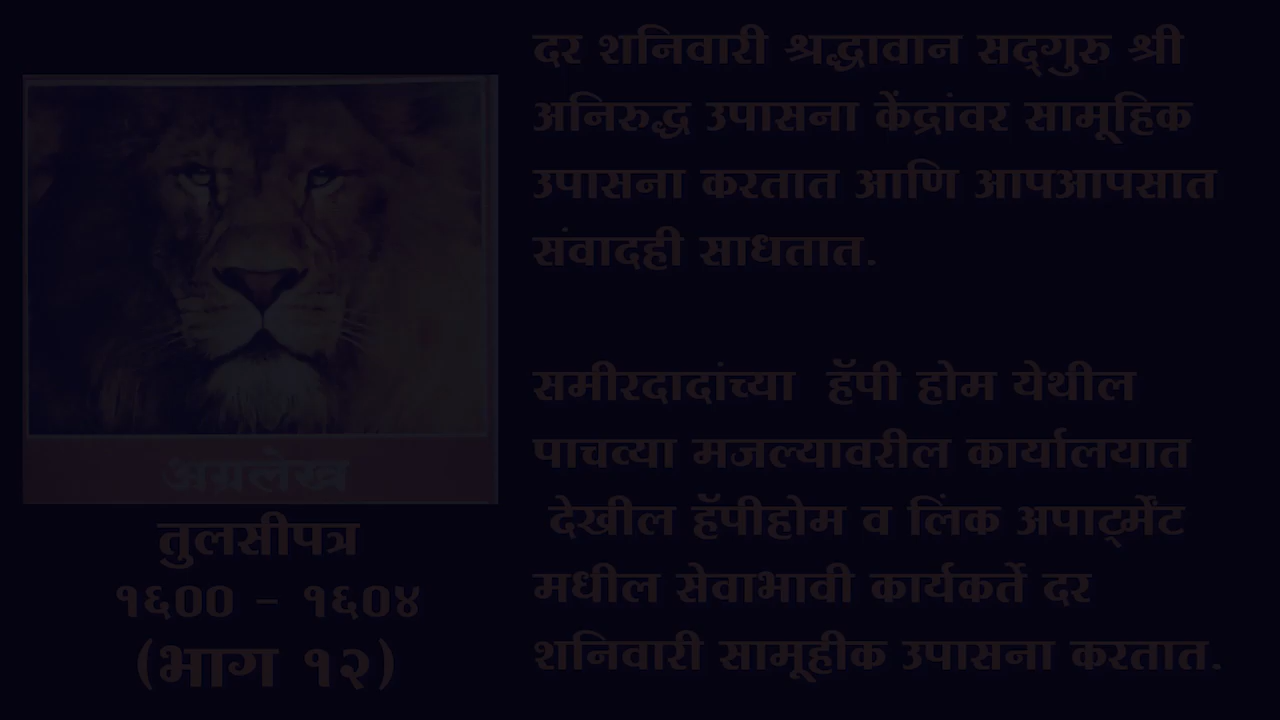 अग्रलेख
तुलसीपत्र
१६०० - १६०४
(भाग १२)
दर शनिवारी श्रद्धावान सद्‌गुरु श्री
अनिरुद्ध उपासना केंद्रांवर सामूहिक
उपासना करतात आणि आपआपसात
संवादही साधतात.
समीरदादांच्या हॅपी होम येथील
पाचव्या मजल्यावरील कार्यालयात
देखील हॅपीहोम व लिंक अपार्ट्मेंट
मधील सेवाभावी कार्यकर्ते दर
शनिवारी सामूहीक उपासना करतात.